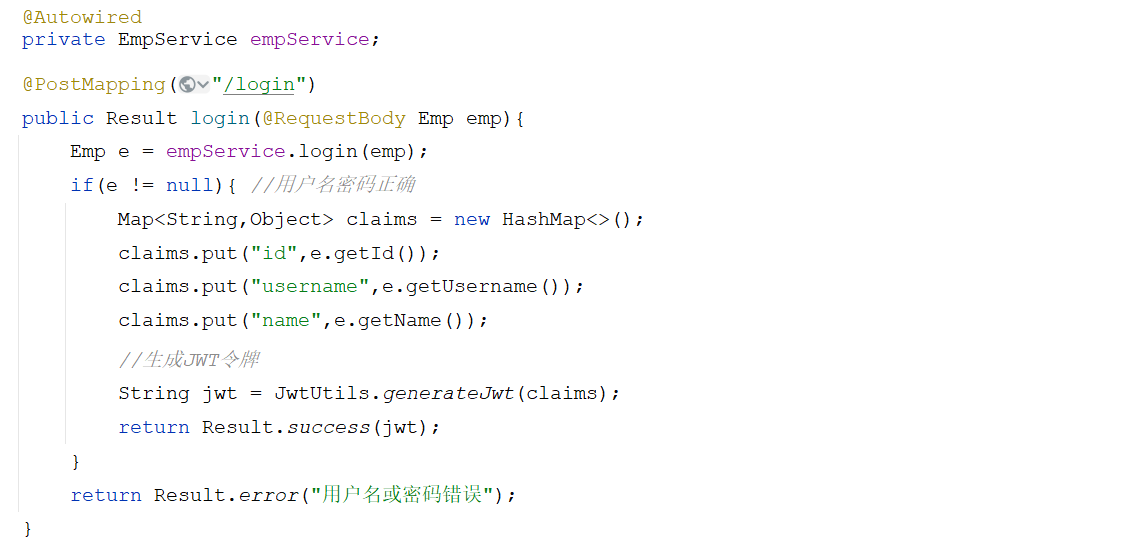 @Autowired
private EmpService empService;
@PostMapping("/login")
public Result login(@RequestBody Emp emp){
Emp e = empService.login(emp);
if(e != null){ //用户名密码正确
Map<String,Object> claims = new HashMap<>();
claims.put("id",e.getId());
claims.put("username",e.getUsername());
claims.put("name",e.getName());
//生成JWT令牌
String jwt = JwtUtils.generateJwt(claims);
return Result.success(jwt);
}
return Result.error("用户名或密码错误");
}